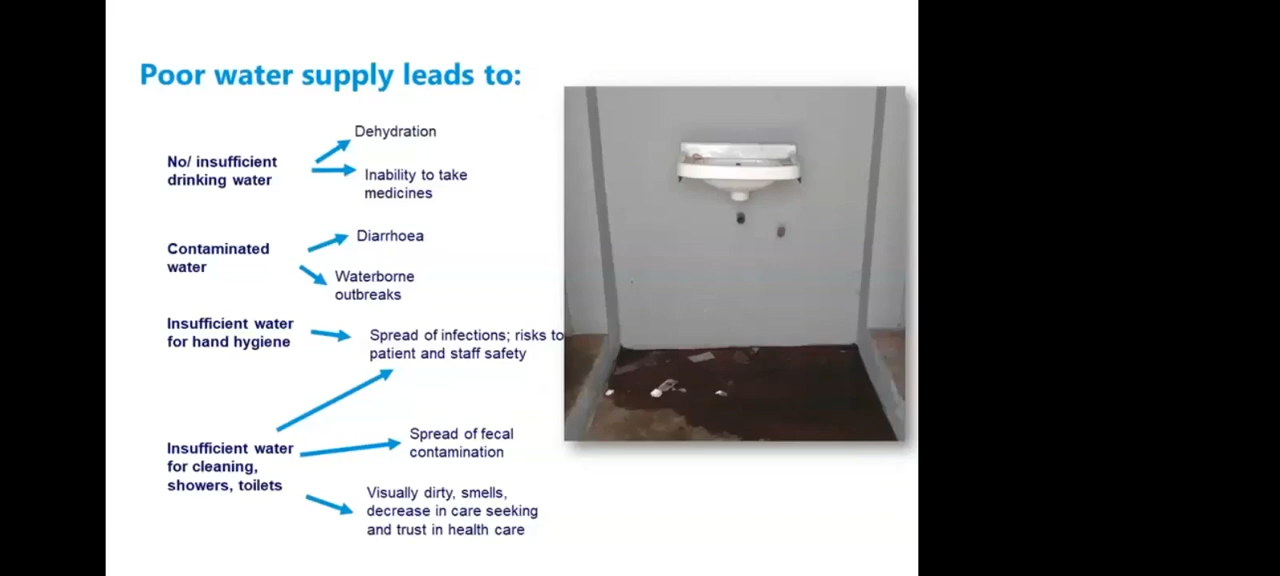 Poor water supply leads to:
Dehydration
No/ insufficient
drinking water
Inability to take
medicines
Contaminated
water
Diarrhoea
Waterborne
outbreaks
Insufficient water
for hand hygiene
Spread of infections; risks to
patient and staff safety
Insufficient water
for cleaning,
showers, toilets
Spread of fecal
contamination
Visually dirty, smells,
decrease in care seeking
and trust in health care